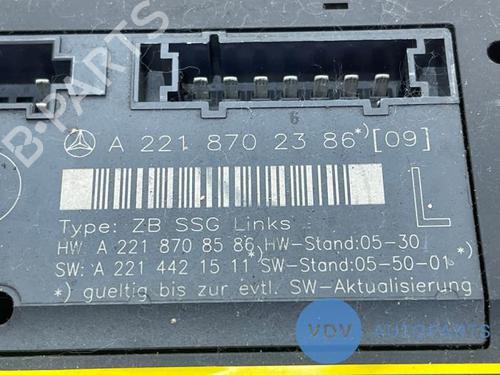 B-PARTS
6
A 221 870 23 86*) [09]
Type: ZB SSG Links
L
HW: A 221 870 85 86*) HW-Stand:05-30
SW: A 221 442 15 11*) SW-Stand:05-50-01*)
*) gueltig bis zur evtl. SW-Aktualisierung
VDV AUTOPARTS